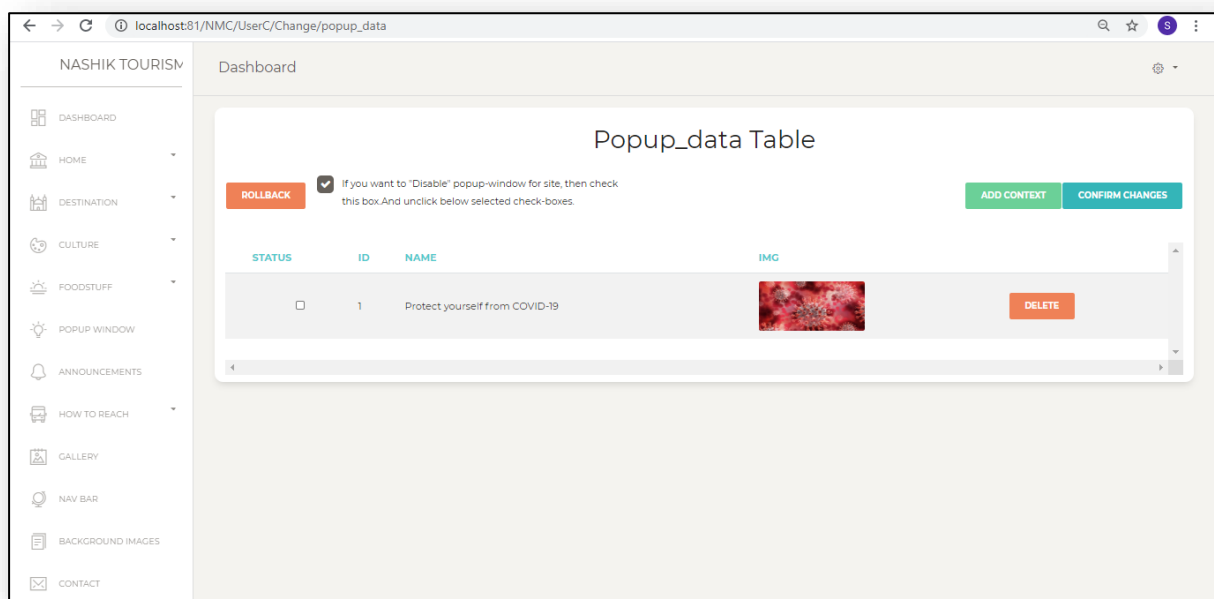 localhost:81/NMC/UserC/Change/popup_data
S
NASHIK TOURISM
Dashboard
DASHBOARD
HOME
DESTINATION
CULTURE
FOODSTUFF
POPUP WINDOW
ANNOUNCEMENTS
HOW TO REACH
GALLERY
NAV BAR
BACKGROUND IMAGES
CONTACT
Popup_data Table
ROLLBACK
If you want to "Disable" popup-window for site, then check
this box.And unclick below selected check-boxes.
ADD CONTEXT
CONFIRM CHANGES
STATUS ID NAME IMG
1 Protect yourself from COVID-19 DELETE